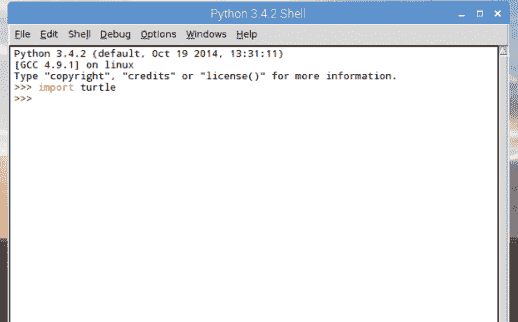 Python 3.4.2 Shell
File Edit Shell Debug Options Windows Help
Python 3.4.2 (default, Oct 19 2014, 13:31:11)
[GCC 4.9.1] on linux
Type "copyright", "credits" or "license()" for more information.
>>> import turtle
>>>